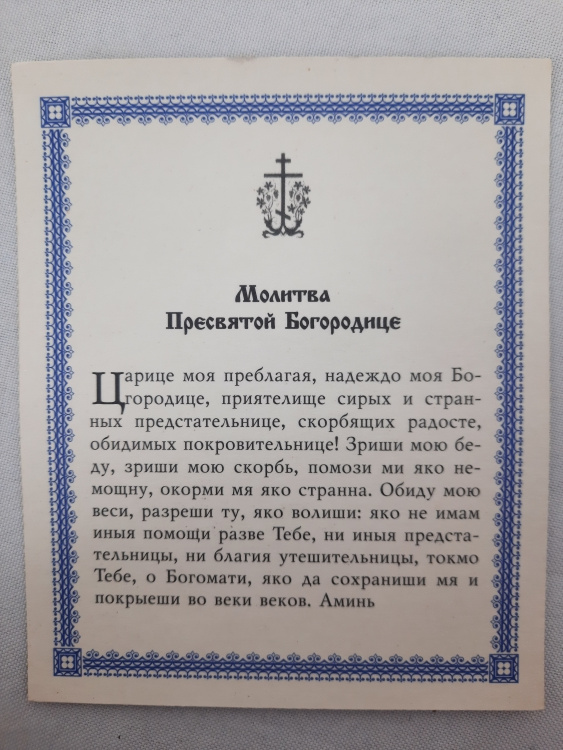 Молитва
Пресвятой Богородице
Царице моя преблагая, надеждо моя Бо-
городице, приятелище сирых и стран-
ных предстательнице, скорбящих радосте,
обидимых покровительнице! Зриши мою бе-
ду, зриши мою скорбь, помози ми яко не-
мощну, окорми мя яко странна. Обиду мою
веси, разреши ту, яко волиши: яко не имам
иныя помощи разве Тебе, ни иныя предста-
тельницы, ни благия утешительницы, токмо
Тебе, о Богомати, яко да сохраниши мя и
покрыеши во веки веков. Аминь